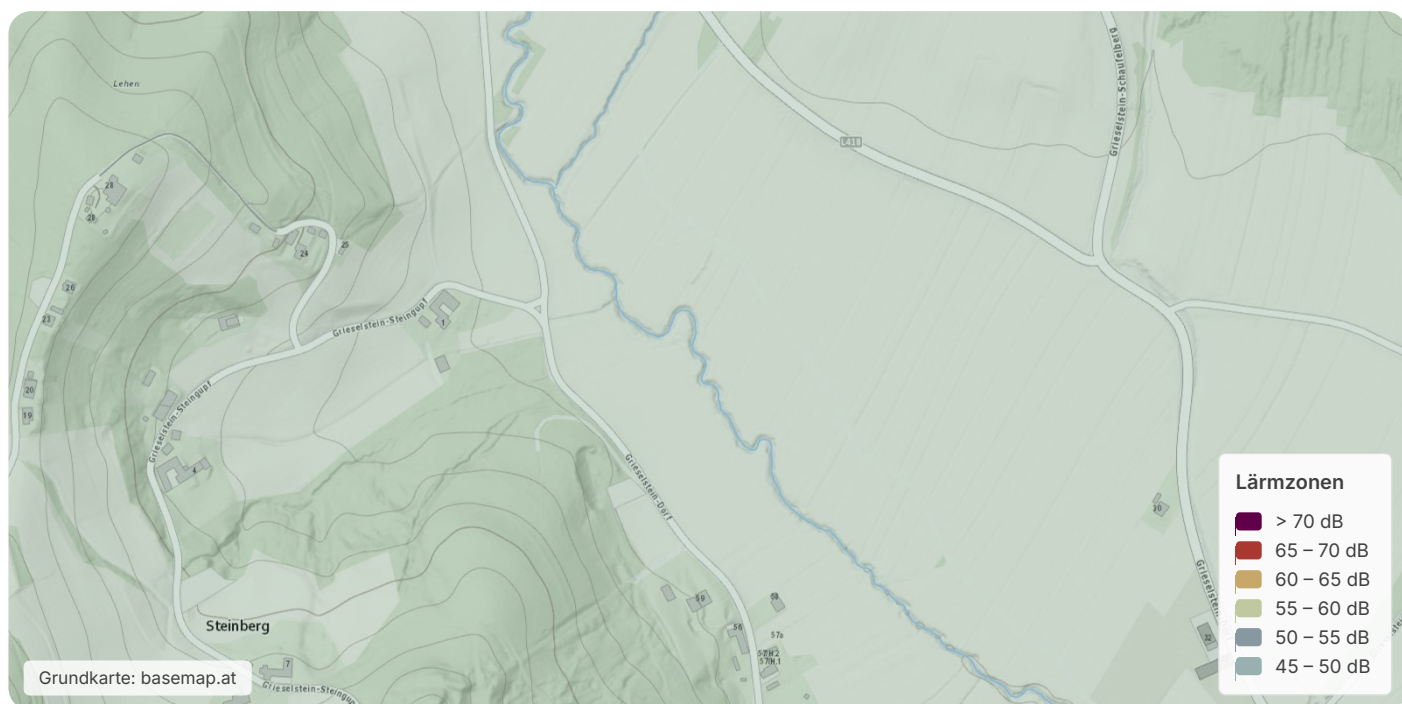 Lehen
L418
Grieselstein-Schaufelberg
28
28
24
25
26
23
Grieselstein-Steingupf
1
20
19
Grieselstein-Steingupf
4
Grieselstein-Dorf
30
59
58
56
57a
57/H.2
57/H.1
32
Steinberg
7
Grieselstein-Steingupf
Grundkarte: basemap.at
Lärmzonen
> 70 dB
65 – 70 dB
60 – 65 dB
55 – 60 dB
50 – 55 dB
45 – 50 dB